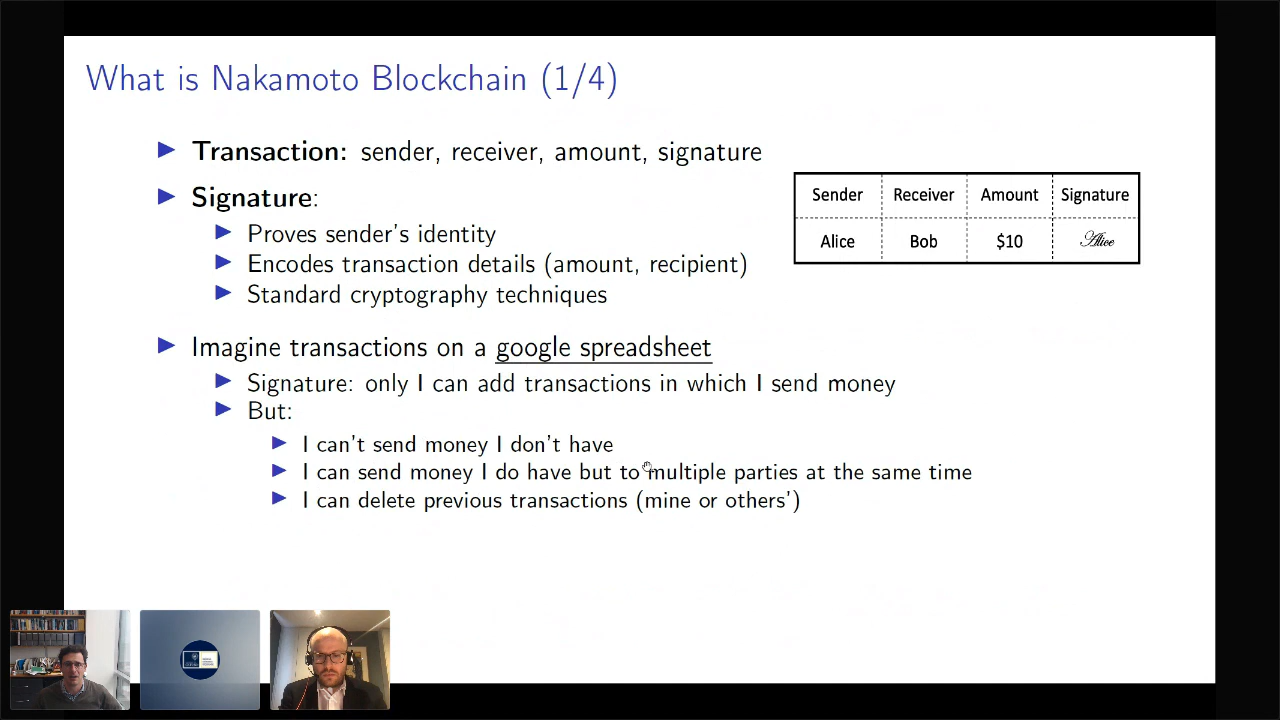 What is Nakamoto Blockchain (1/4)
Transaction: sender, receiver, amount, signature
Signature:
Proves sender's identity
Encodes transaction details (amount, recipient)
Standard cryptography techniques
Sender Receiver Amount Signature
Alice Bob $10 Alice
Imagine transactions on a google spreadsheet
Signature: only I can add transactions in which I send money
But:
I can't send money I don't have
I can send money I do have but to multiple parties at the same time
I can delete previous transactions (mine or others')